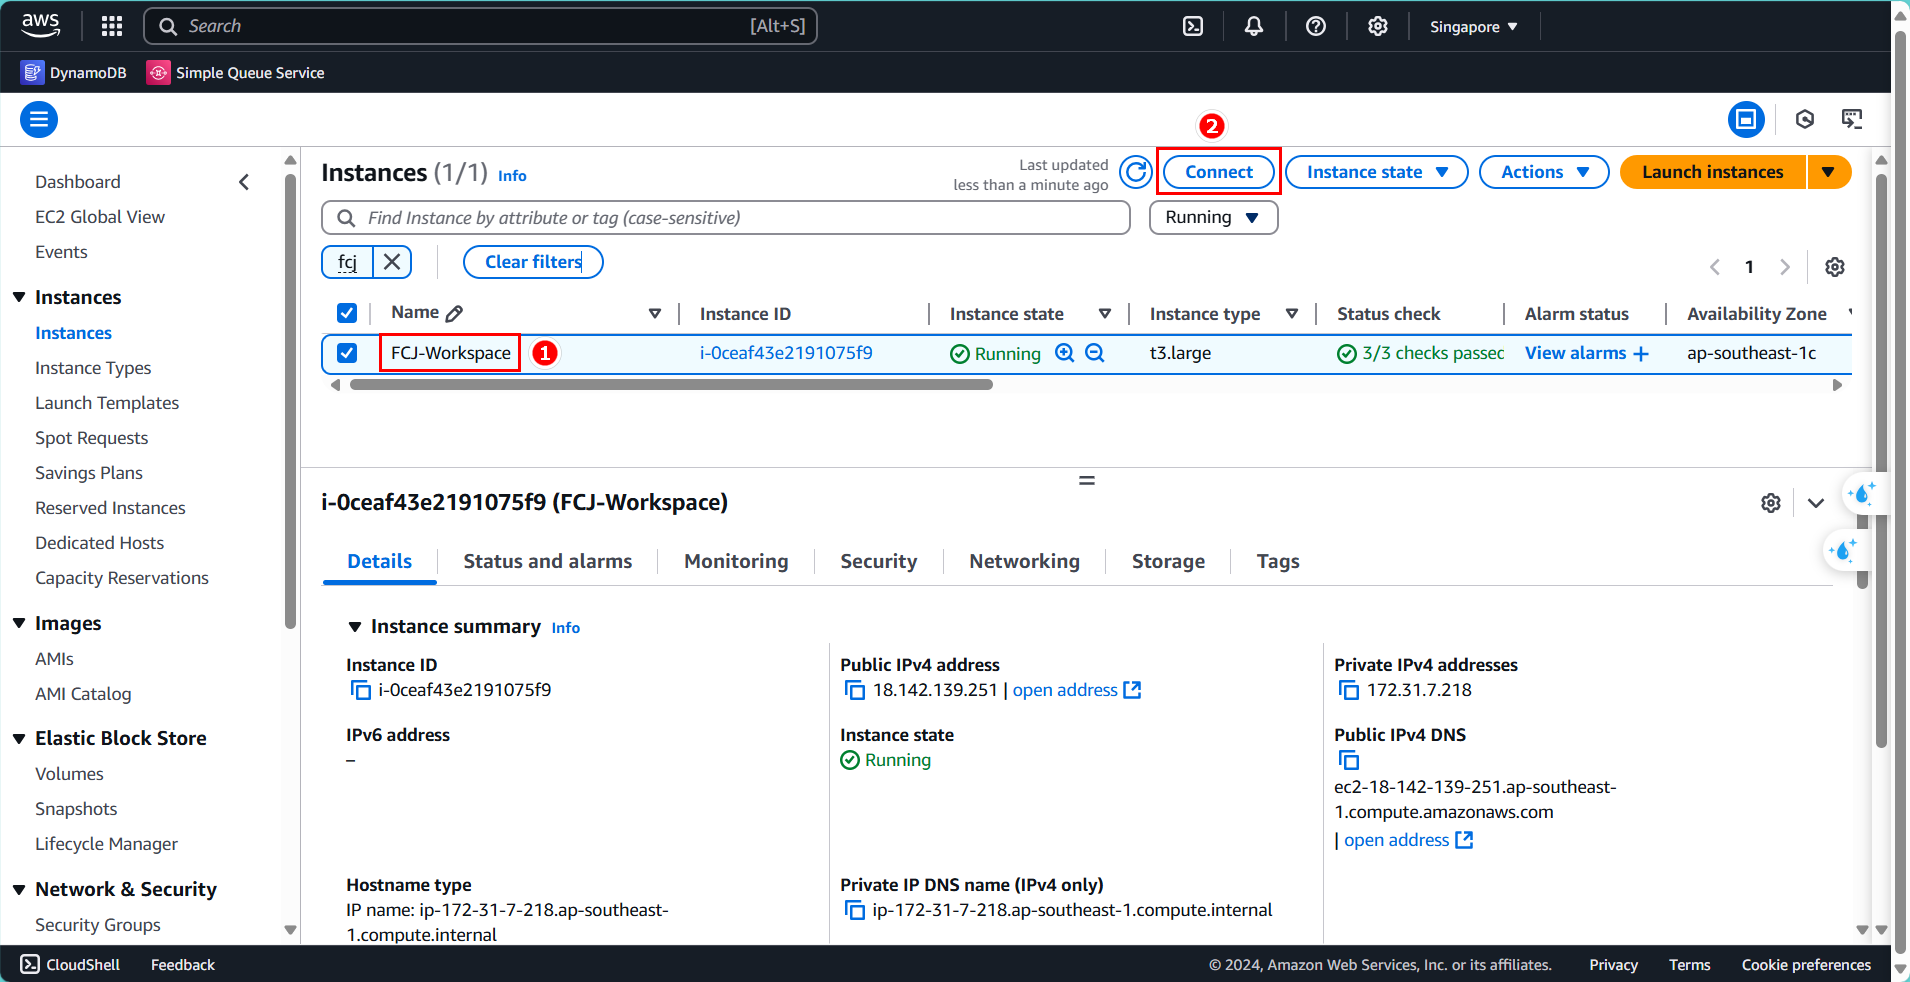 aws
Search
[Alt+S]
Singapore
DynamoDB
Simple Queue Service
Dashboard
EC2 Global View
Events
Instances
Instances
Instance Types
Launch Templates
Spot Requests
Savings Plans
Reserved Instances
Dedicated Hosts
Capacity Reservations
Images
AMIs
AMI Catalog
Elastic Block Store
Volumes
Snapshots
Lifecycle Manager
Network & Security
Security Groups
Instances (1/1) Info
Last updated
less than a minute ago
2
Connect
Instance state
Actions
Launch instances
Find Instance by attribute or tag (case-sensitive)
Running
fcj
Clear filters
1
Name
Instance ID
Instance state
Instance type
Status check
Alarm status
Availability Zone
FCJ-Workspace
1
i-0ceaf43e2191075f9
Running
t3.large
3/3 checks passec
View alarms
ap-southeast-1c
i-0ceaf43e2191075f9 (FCJ-Workspace)
Details
Status and alarms
Monitoring
Security
Networking
Storage
Tags
Instance summary Info
Instance ID
i-0ceaf43e2191075f9
Public IPv4 address
18.142.139.251 | open address
Private IPv4 addresses
172.31.7.218
IPv6 address
–
Instance state
Running
Public IPv4 DNS
ec2-18-142-139-251.ap-southeast-
1.compute.amazonaws.com
| open address
Hostname type
IP name: ip-172-31-7-218.ap-southeast-
1.compute.internal
Private IP DNS name (IPv4 only)
ip-172-31-7-218.ap-southeast-1.compute.internal
CloudShell
Feedback
© 2024, Amazon Web Services, Inc. or its affiliates.
Privacy
Terms
Cookie preferences